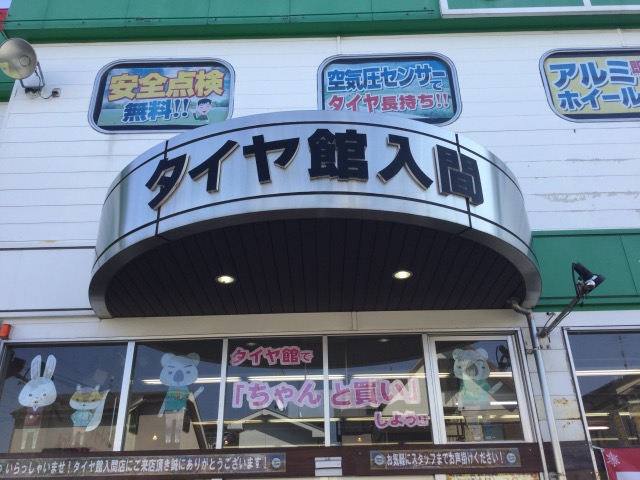 安全点検
無料!!
空気圧センサーで
タイヤ長持ち!!
アルミ
ホイール
タイヤ館入間
タイヤ館で
「ちゃんと買い」
しよう!!
いらっしゃいませ!タイヤ館入間店にご来店頂き誠にありがとうございます!
お気軽にスタッフまでお声掛けください!